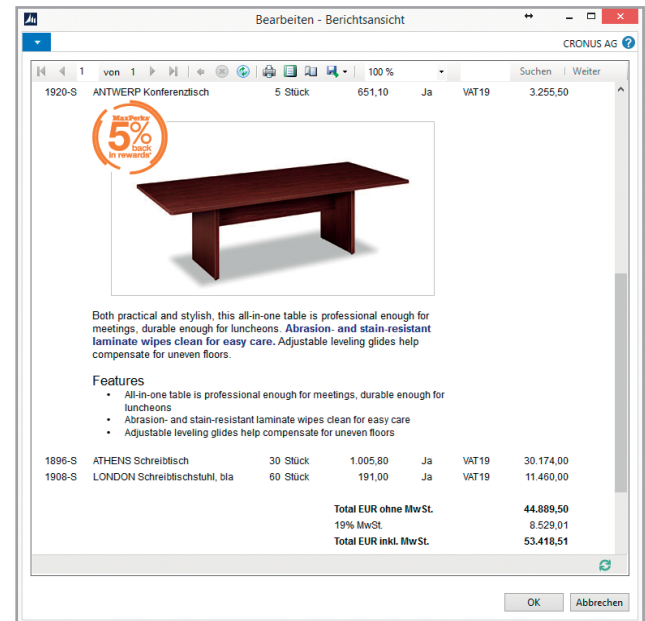 Bearbeiten - Berichtsansicht
CRONUS AG
1 von 1 100 % Suchen Weiter
1920-S ANTWERP Konferenztisch 5 Stück 651,10 Ja VAT19 3.255,50
MaxPerks
5%
back
in rewards*
Both practical and stylish, this all-in-one table is professional enough for
meetings, durable enough for luncheons. Abrasion- and stain-resistant
laminate wipes clean for easy care. Adjustable leveling glides help
compensate for uneven floors.
Features
• All-in-one table is professional enough for meetings, durable enough for
luncheons
• Abrasion- and stain-resistant laminate wipes clean for easy care
• Adjustable leveling glides help compensate for uneven floors
1896-S ATHENS Schreibtisch 30 Stück 1.005,80 Ja VAT19 30.174,00
1908-S LONDON Schreibtischstuhl, bla 60 Stück 191,00 Ja VAT19 11.460,00
Total EUR ohne MwSt. 44.889,50
19% MwSt. 8.529,01
Total EUR inkl. MwSt. 53.418,51
OK Abbrechen